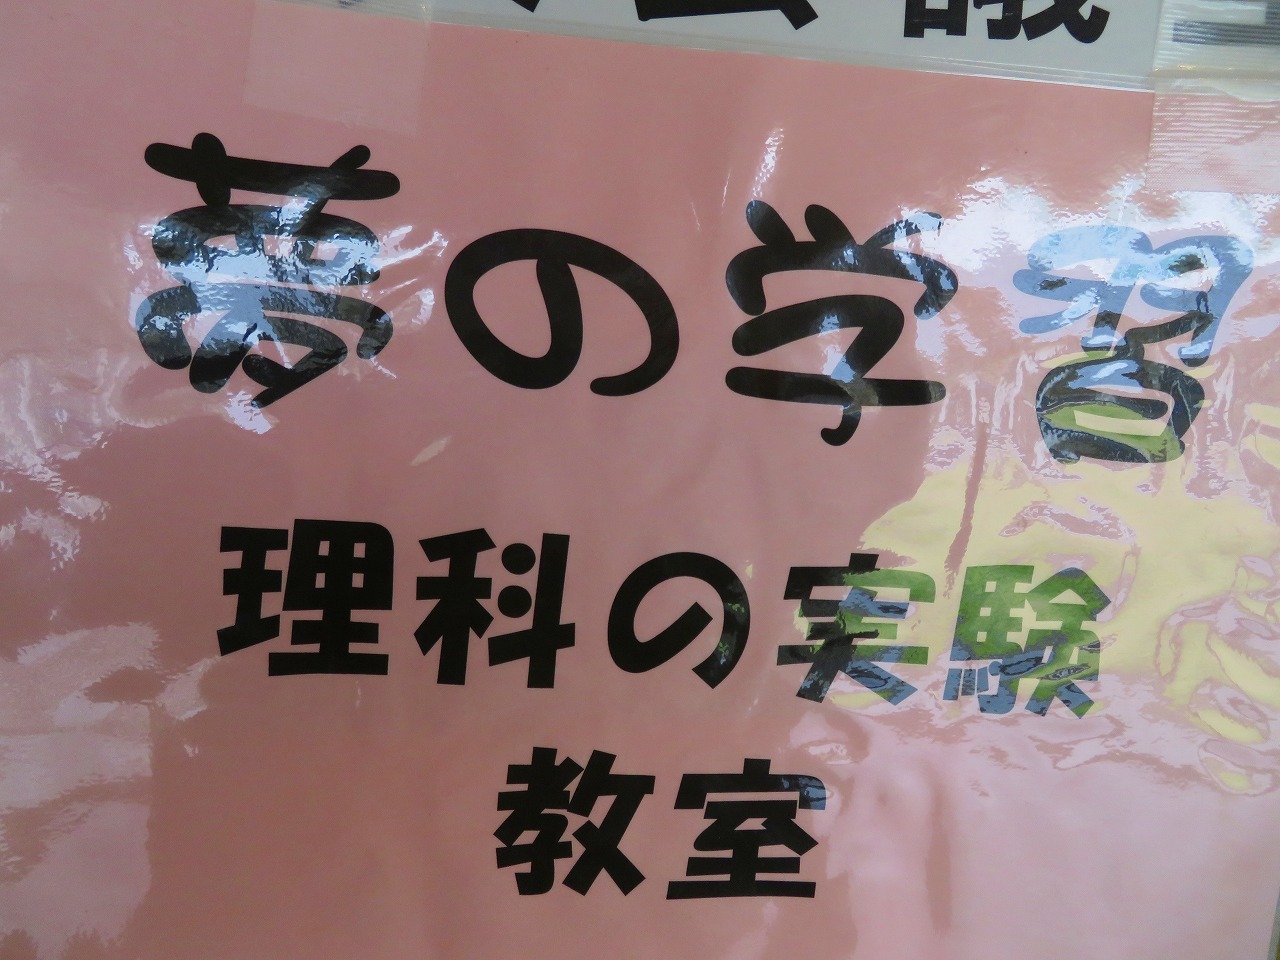 夢の学習
理科の実験
教室